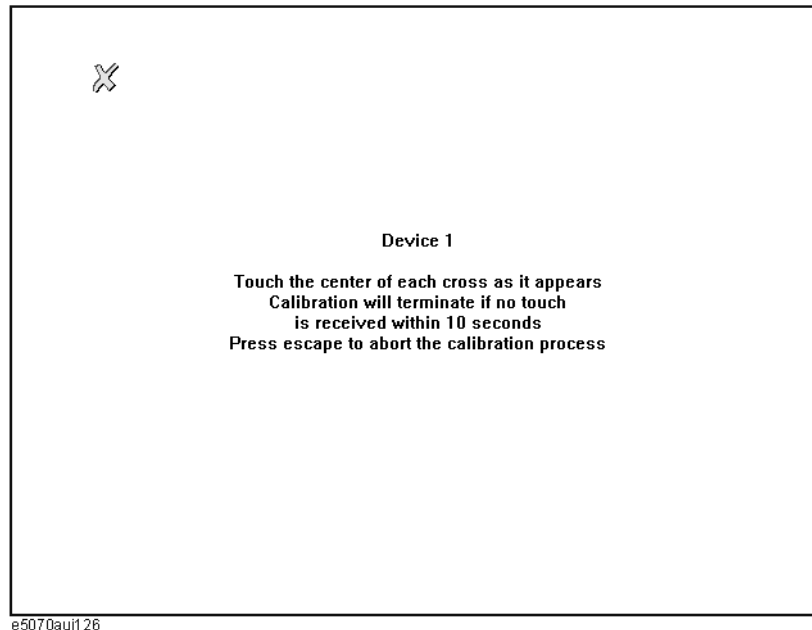 Device 1
Touch the center of each cross as it appears
Calibration will terminate if no touch
is received within 10 seconds
Press escape to abort the calibration process
e5070auj126